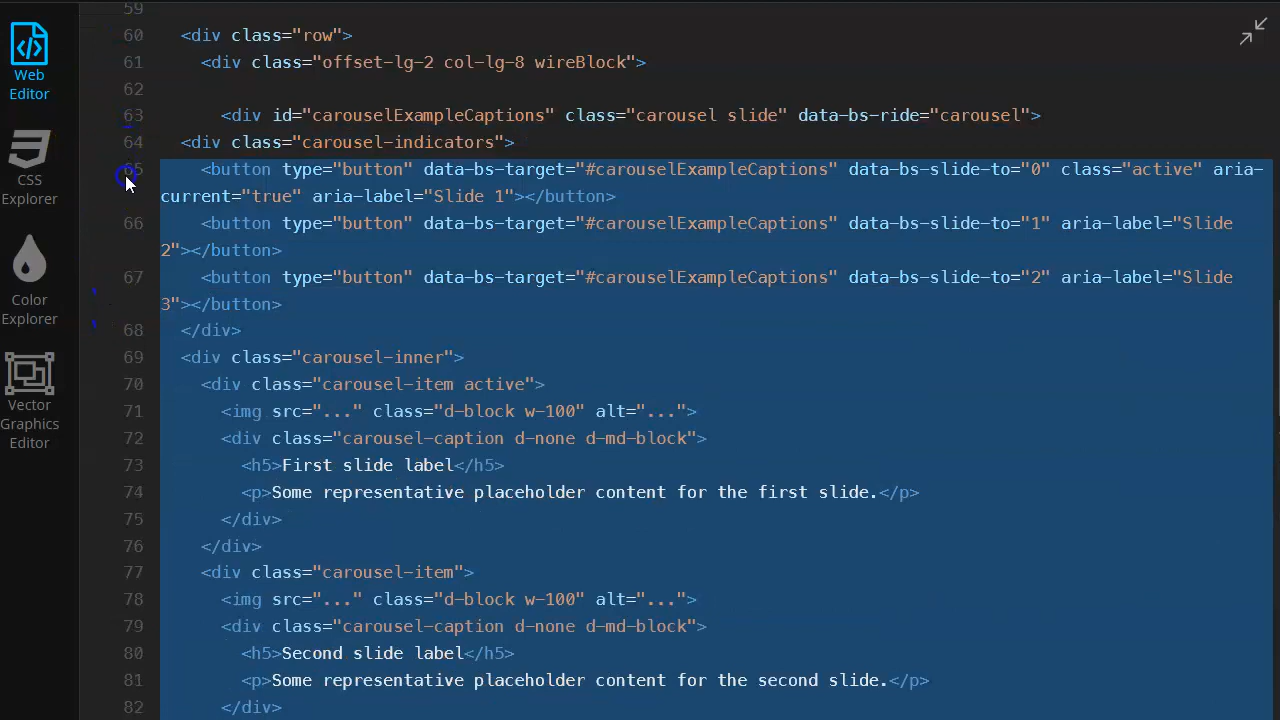 Web
Editor
CSS
Explorer
Color
Explorer
Vector
Graphics
Editor
59
60 <div class="row">
61 <div class="offset-lg-2 col-lg-8 wireBlock">
62
63 <div id="carouselExampleCaptions" class="carousel slide" data-bs-ride="carousel">
64 <div class="carousel-indicators">
65 <button type="button" data-bs-target="#carouselExampleCaptions" data-bs-slide-to="0" class="active" aria-
current="true" aria-label="Slide 1"></button>
66 <button type="button" data-bs-target="#carouselExampleCaptions" data-bs-slide-to="1" aria-label="Slide
2"></button>
67 <button type="button" data-bs-target="#carouselExampleCaptions" data-bs-slide-to="2" aria-label="Slide
3"></button>
68 </div>
69 <div class="carousel-inner">
70 <div class="carousel-item active">
71 <img src="..." class="d-block w-100" alt="...">
72 <div class="carousel-caption d-none d-md-block">
73 <h5>First slide label</h5>
74 <p>Some representative placeholder content for the first slide.</p>
75 </div>
76 </div>
77 <div class="carousel-item">
78 <img src="..." class="d-block w-100" alt="...">
79 <div class="carousel-caption d-none d-md-block">
80 <h5>Second slide label</h5>
81 <p>Some representative placeholder content for the second slide.</p>
82 </div>